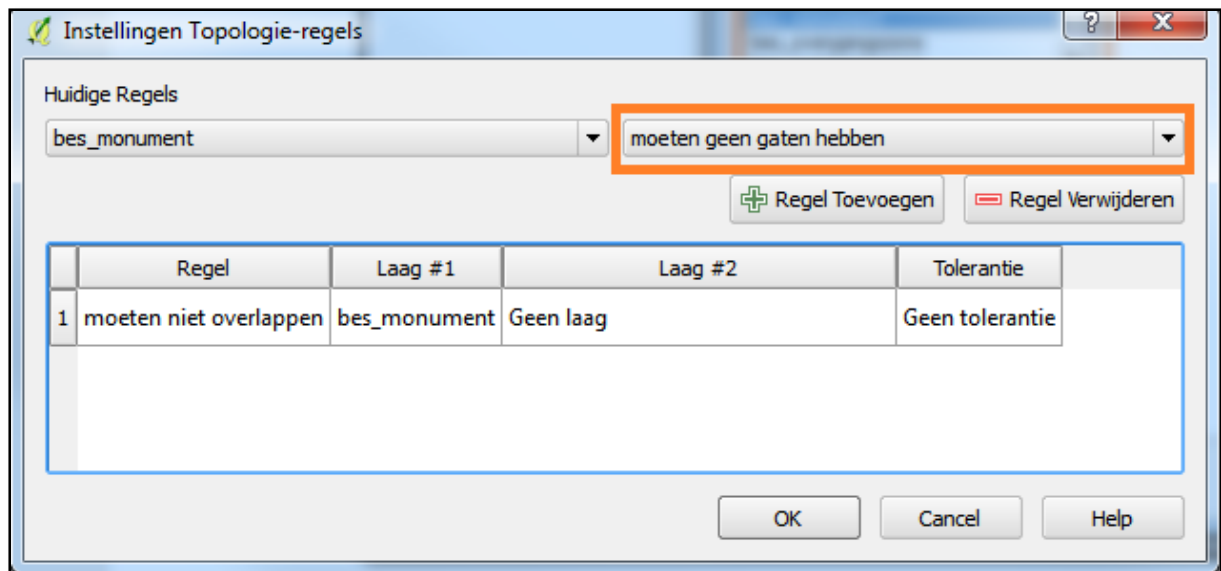 Instellingen Topologie-regels
Huidige Regels
bes_monument
moeten geen gaten hebben
Regel Toevoegen
Regel Verwijderen
Regel Laag #1 Laag #2 Tolerantie
1 moeten niet overlappen bes_monument Geen laag Geen tolerantie
OK Cancel Help